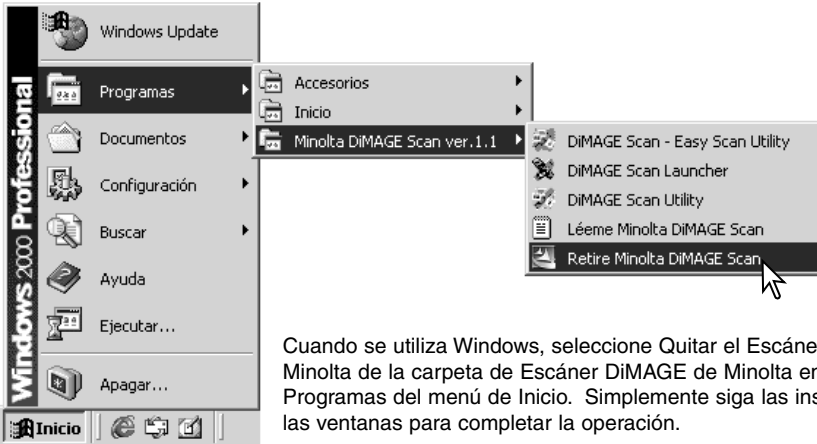 Windows 2000 Professional
Windows Update
Programas
Documentos
Configuración
Buscar
Ayuda
Ejecutar...
Apagar...
Inicio
Accesorios
Inicio
Minolta DiMAGE Scan ver.1.1
DiMAGE Scan - Easy Scan Utility
DiMAGE Scan Launcher
DiMAGE Scan Utility
Léeme Minolta DiMAGE Scan
Retire Minolta DiMAGE Scan
Cuando se utiliza Windows, seleccione Quitar el Escáne
Minolta de la carpeta de Escáner DiMAGE de Minolta en
Programas del menú de Inicio. Simplemente siga las ins
las ventanas para completar la operación.